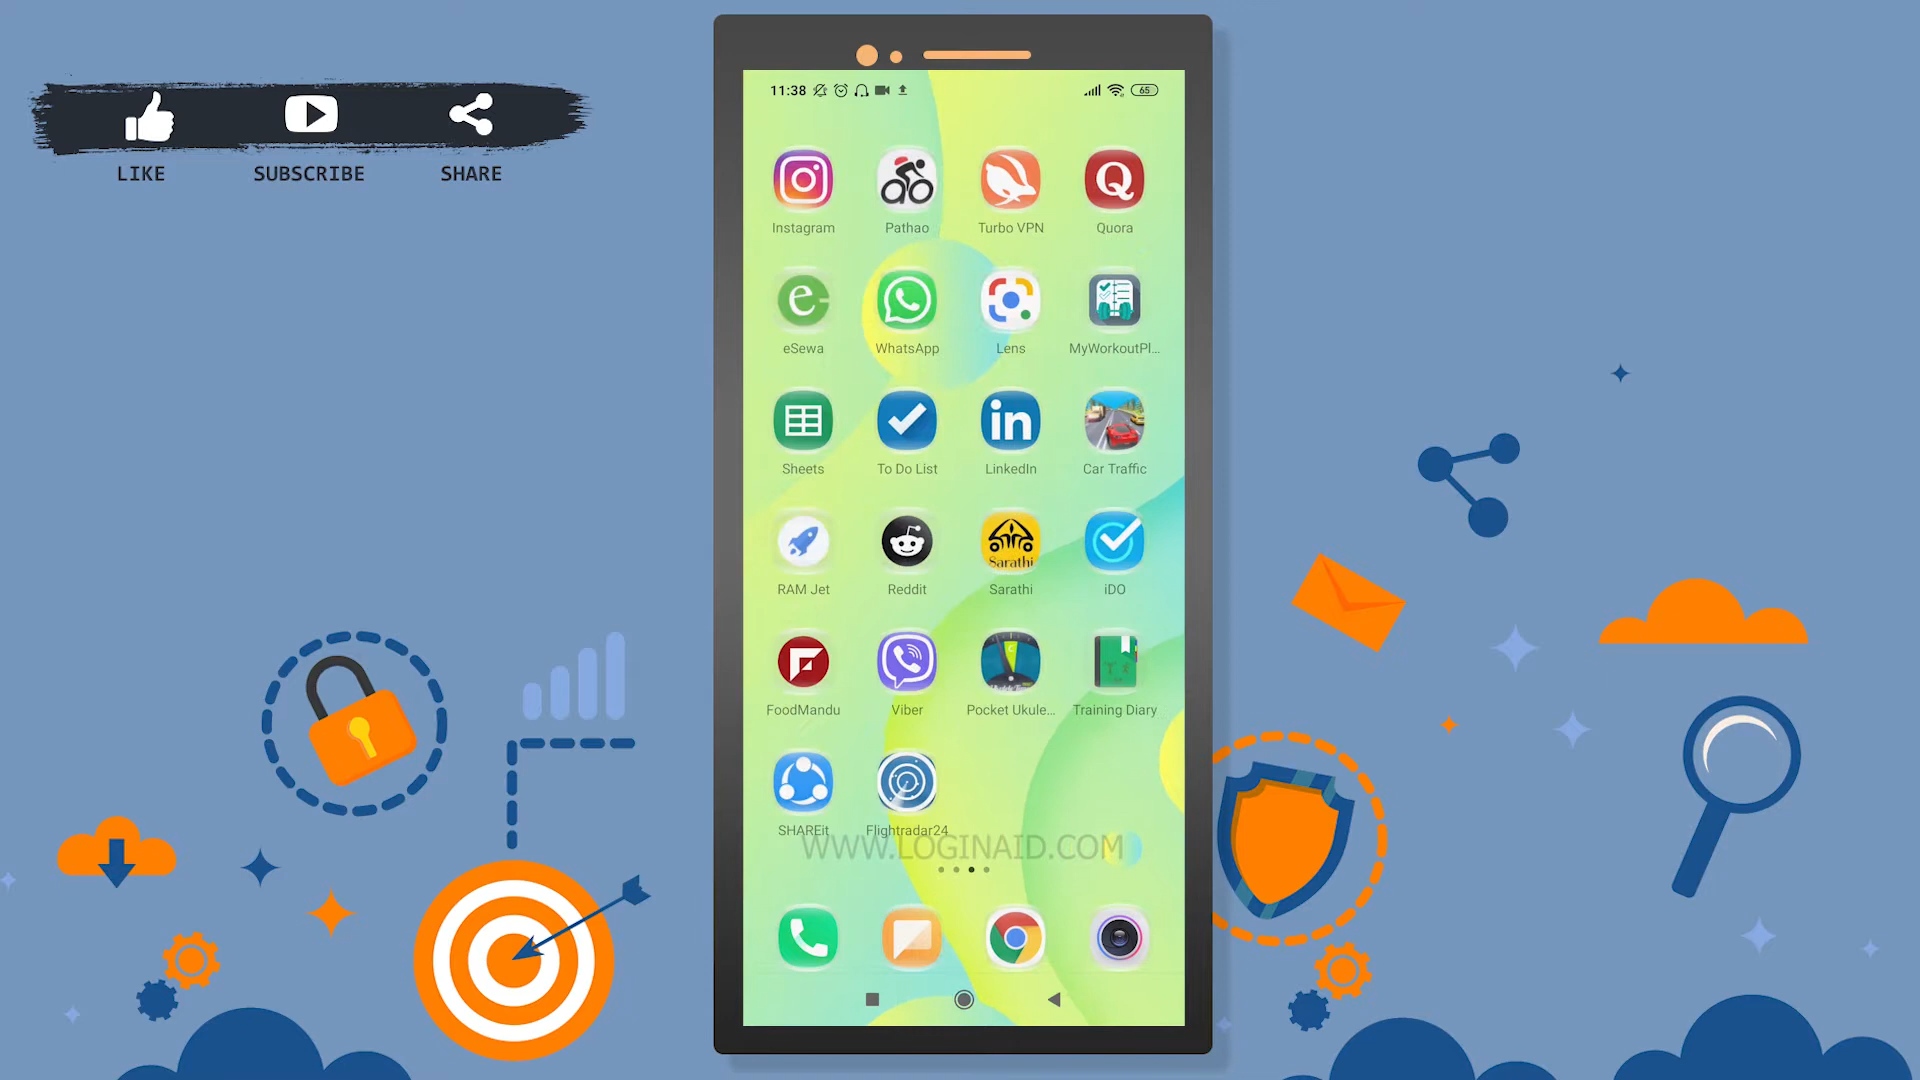 LIKE SUBSCRIBE SHARE
11:38 65
Instagram Pathao Turbo VPN Quora
eSewa WhatsApp Lens MyWorkoutPl...
Sheets To Do List LinkedIn Car Traffic
Sarathi
RAM Jet Reddit Sarathi iDO
FoodMandu Viber Pocket Ukule... Training Diary
SHAREit Flightradar24
WWW.LOGINAID.COM